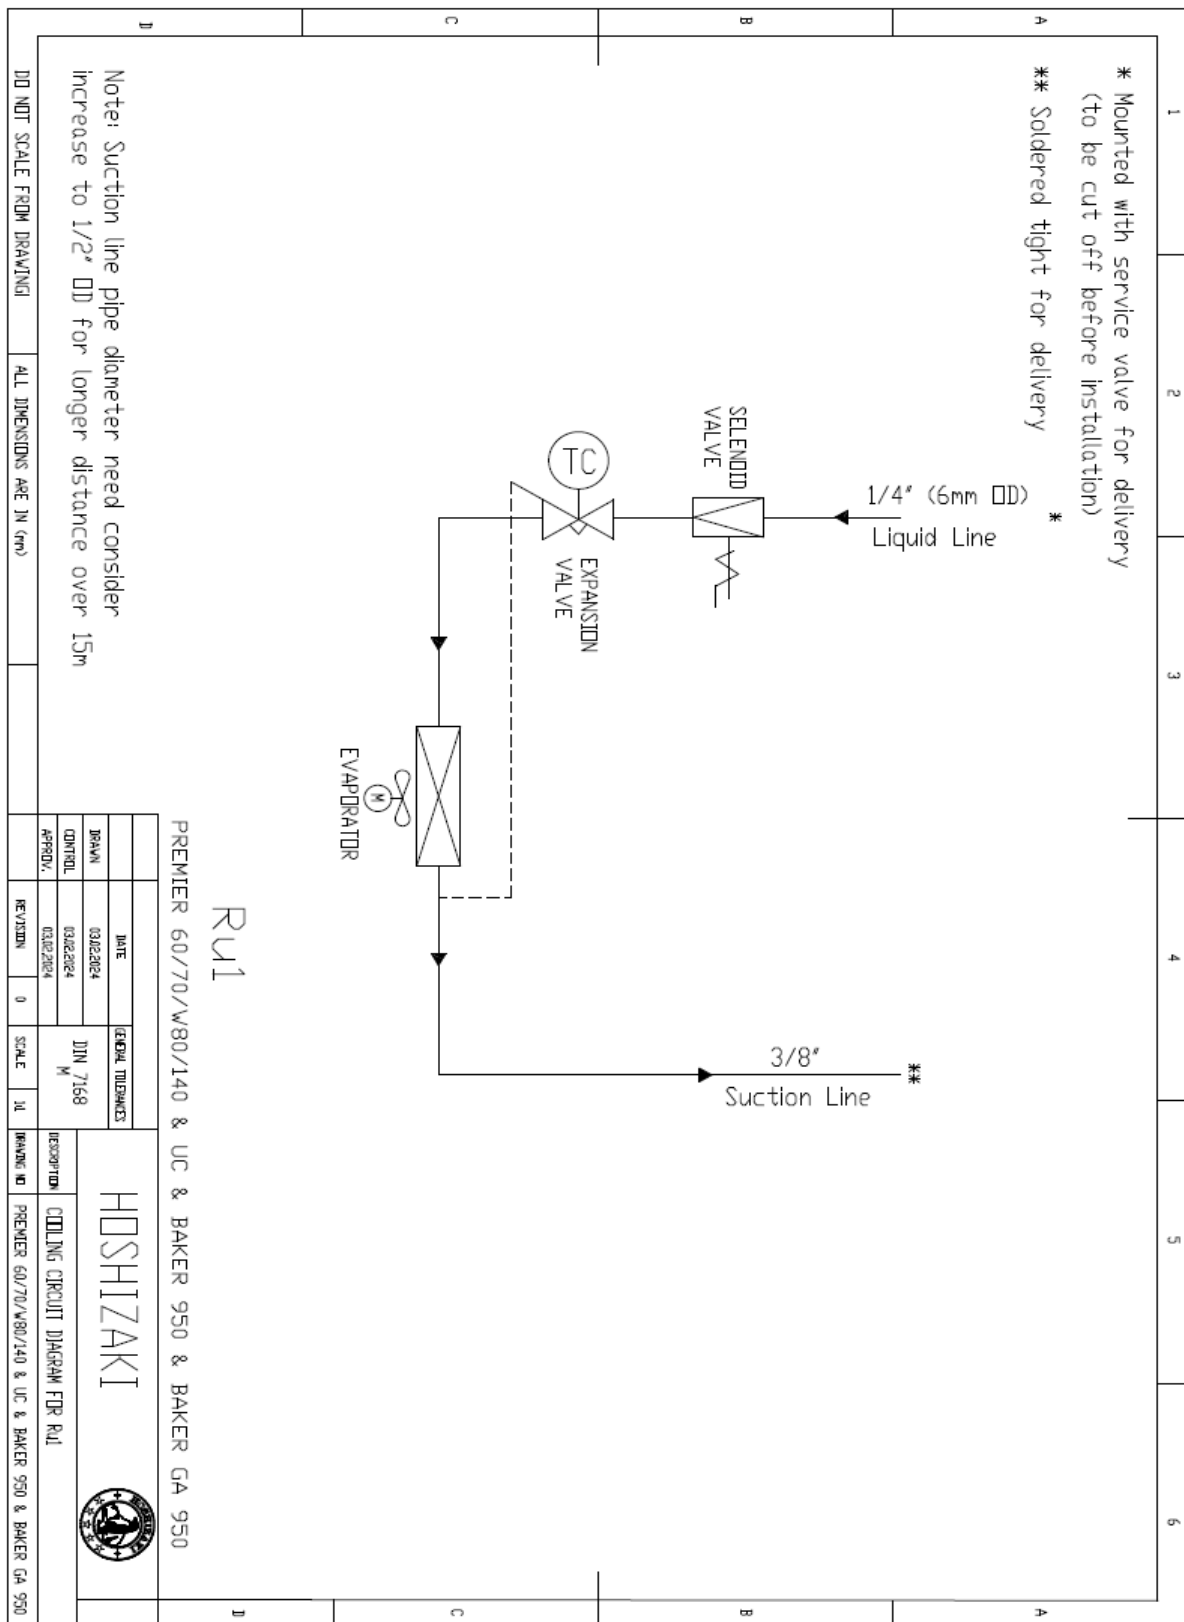 1
2
3
4
5
6
A
A
B
B
C
C
D
D
* Mounted with service valve for delivery
(to be cut off before installation)
** Soldered tight for delivery
1/4" (6mm OD)
*
Liquid Line
SELENOID
VALVE
TC
EXPANSION
VALVE
M
EVAPORATOR
**
3/8"
Suction Line
Ru1
PREMIER 60/70/W80/140 & UC & BAKER 950 & BAKER GA 950
Note: Suction line pipe diameter need consider
increase to 1/2" OD for longer distance over 15m
DATE
GENERAL TOLERANCES
DRAWN 03.02.2024
CONTROL 03.02.2024
APPROV. 03.02.2024
DIN 7168
M
HOSHIZAKI
HOSHIZAKI
DESCRIPTION COOLING CIRCUIT DIAGRAM FOR Ru1
DO NOT SCALE FROM DRAWING!
ALL DIMENSIONS ARE IN (mm)
REVISION 0
SCALE 1:1
DRAWING NO PREMIER 60/70/W80/140 & UC & BAKER 950 & BAKER GA 950